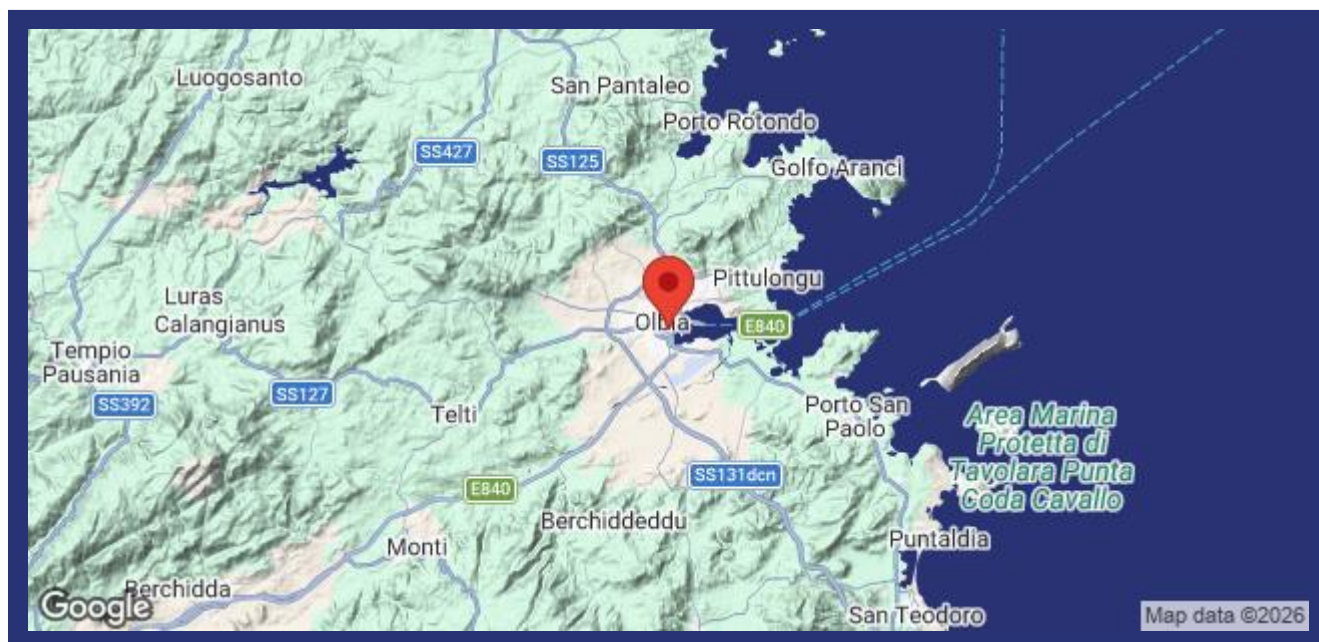 Luogosanto
San Pantaleo
Porto Rotondo
SS427
SS125
Golfo Aranci
Pittulongu
Luras
Calangianus
Olbia
E840
Tempio
Pausania
SS127
SS392
Telti
Porto San
Paolo
Area Marina
Protetta di
Tavolara Punta
Coda Cavallo
SS131dcn
E840
Berchiddeddu
Monti
Puntaldia
Berchidda
Google
San Teodoro
Map data ©2026